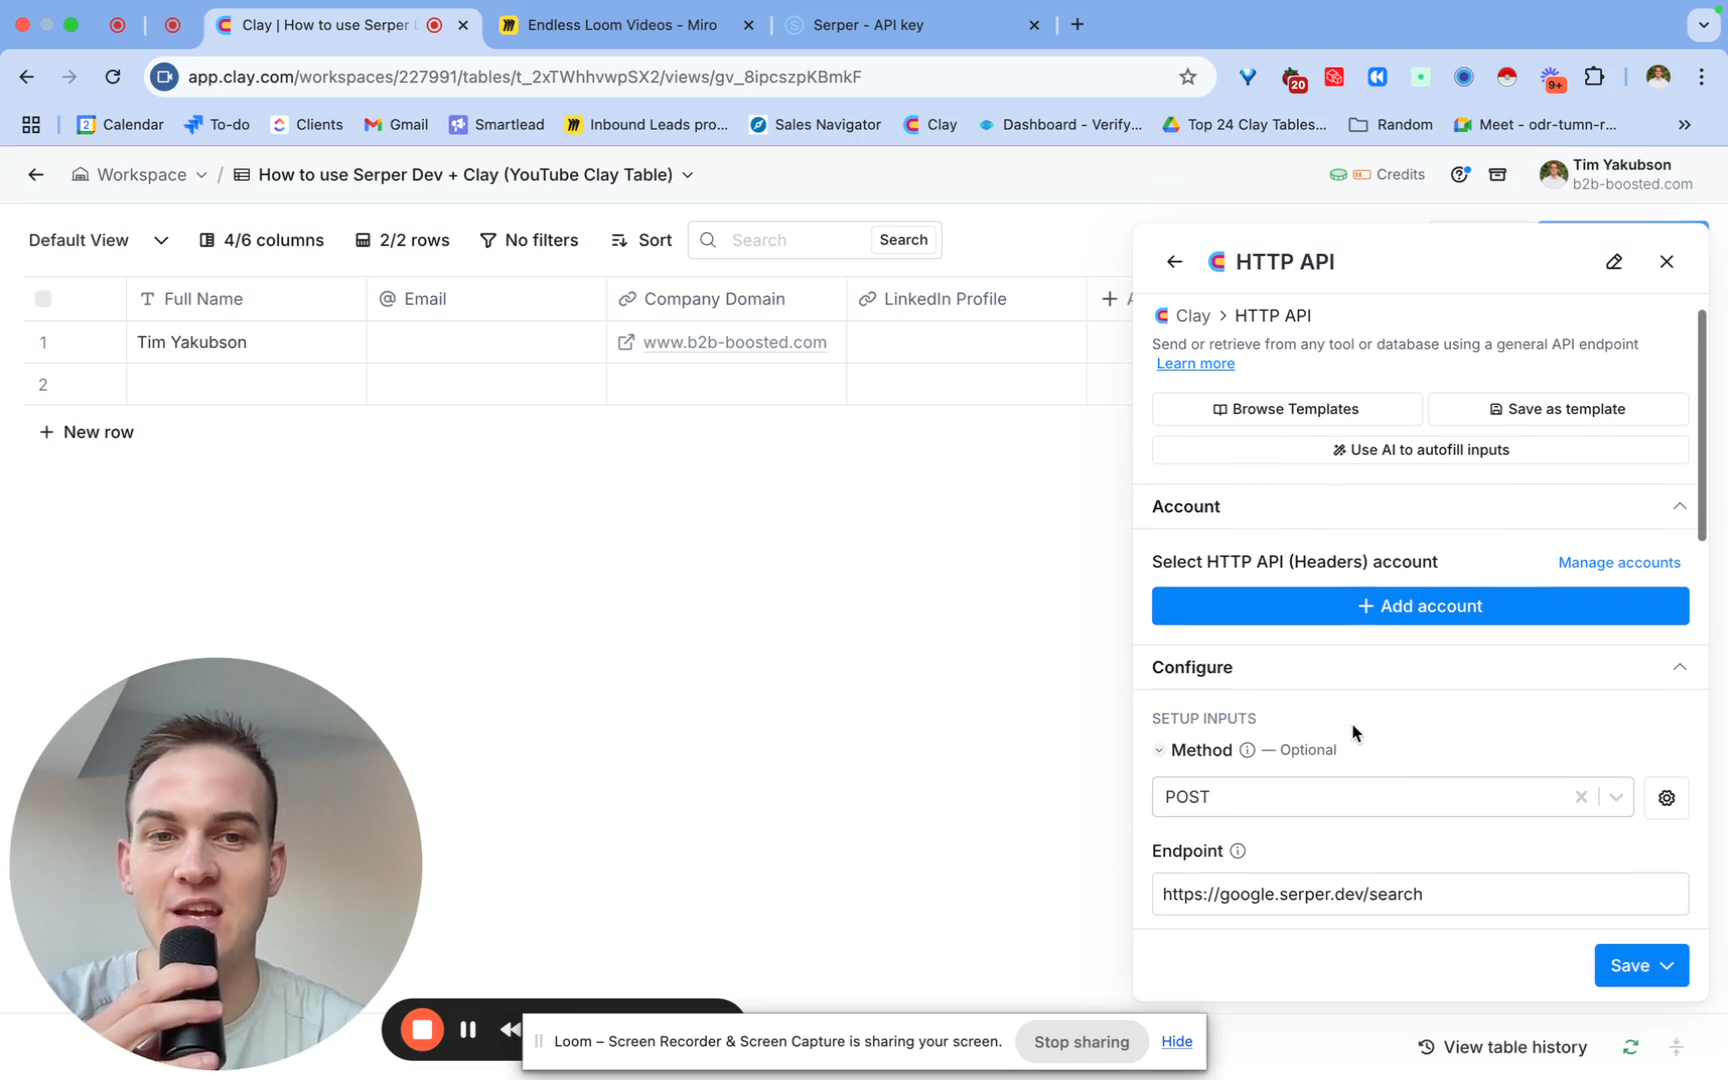 Clay | How to use Serper
Endless Loom Videos - Miro
Serper - API key
app.clay.com/workspaces/227991/tables/t_2xTWhhvwpSX2/views/gv_8ipcszpKBmkF
20
9+
2 Calendar
To-do
Clients
Gmail
Smartlead
Inbound Leads pro...
Sales Navigator
Clay
Dashboard - Verify...
Top 24 Clay Tables...
Random
Meet - odr-tumn-r...
Workspace / How to use Serper Dev + Clay (YouTube Clay Table)
Credits
Tim Yakubson
b2b-boosted.com
Default View
4/6 columns
2/2 rows
No filters
Sort
Search
Search
Full Name
Email
Company Domain
LinkedIn Profile
1
Tim Yakubson
www.b2b-boosted.com
2
+ New row
HTTP API
Clay > HTTP API
Send or retrieve from any tool or database using a general API endpoint
Learn more
Browse Templates
Save as template
Use AI to autofill inputs
Account
Select HTTP API (Headers) account
Manage accounts
+ Add account
Configure
SETUP INPUTS
Method — Optional
POST
Endpoint
https://google.serper.dev/search
Save
Loom – Screen Recorder & Screen Capture is sharing your screen.
Stop sharing
Hide
View table history